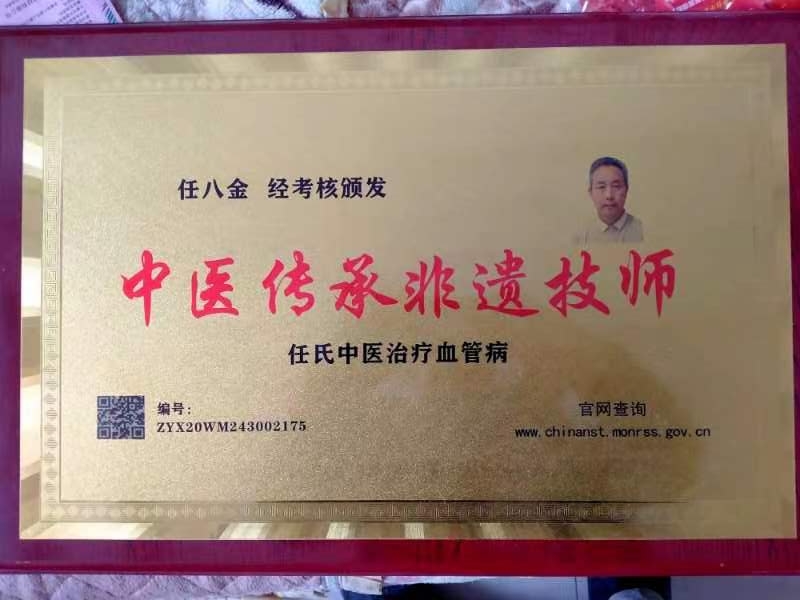 任八金 经考核颁发
中医传承非遗技师
任氏中医治疗血管病
编号:
ZYX20WM243002175
官网查询
www.chinanst.monrss.gov.cn